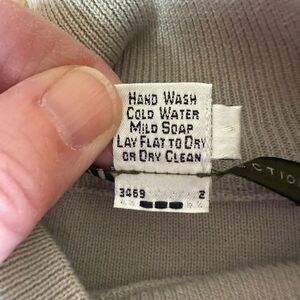 HAND WASH
COLD WATER
MILD SOAP
LAY FLAT TO DRY
OR DRY CLEAN
3469 2